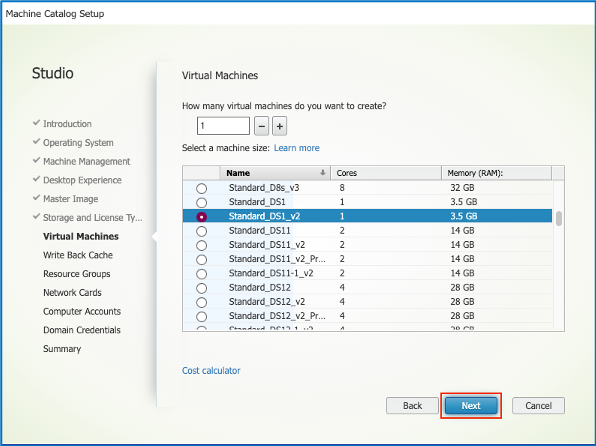 Machine Catalog Setup
Studio
Introduction
Operating System
Machine Management
Desktop Experience
Master Image
Storage and License Ty...
Virtual Machines
Write Back Cache
Resource Groups
Network Cards
Computer Accounts
Domain Credentials
Summary
Virtual Machines
How many virtual machines do you want to create?
1 − +
Select a machine size: Learn more
Name Cores Memory (RAM):
Standard_D8s_v3 8 32 GB
Standard_DS1 1 3.5 GB
Standard_DS1_v2 1 3.5 GB
Standard_DS11 2 14 GB
Standard_DS11_v2 2 14 GB
Standard_DS11_v2_Pr... 2 14 GB
Standard_DS11-1_v2 2 14 GB
Standard_DS12 4 28 GB
Standard_DS12_v2 4 28 GB
Standard_DS12_v2_Pr... 4 28 GB
Standard_DS12-1_v2 4 28 GB
Cost calculator
Back Next Cancel